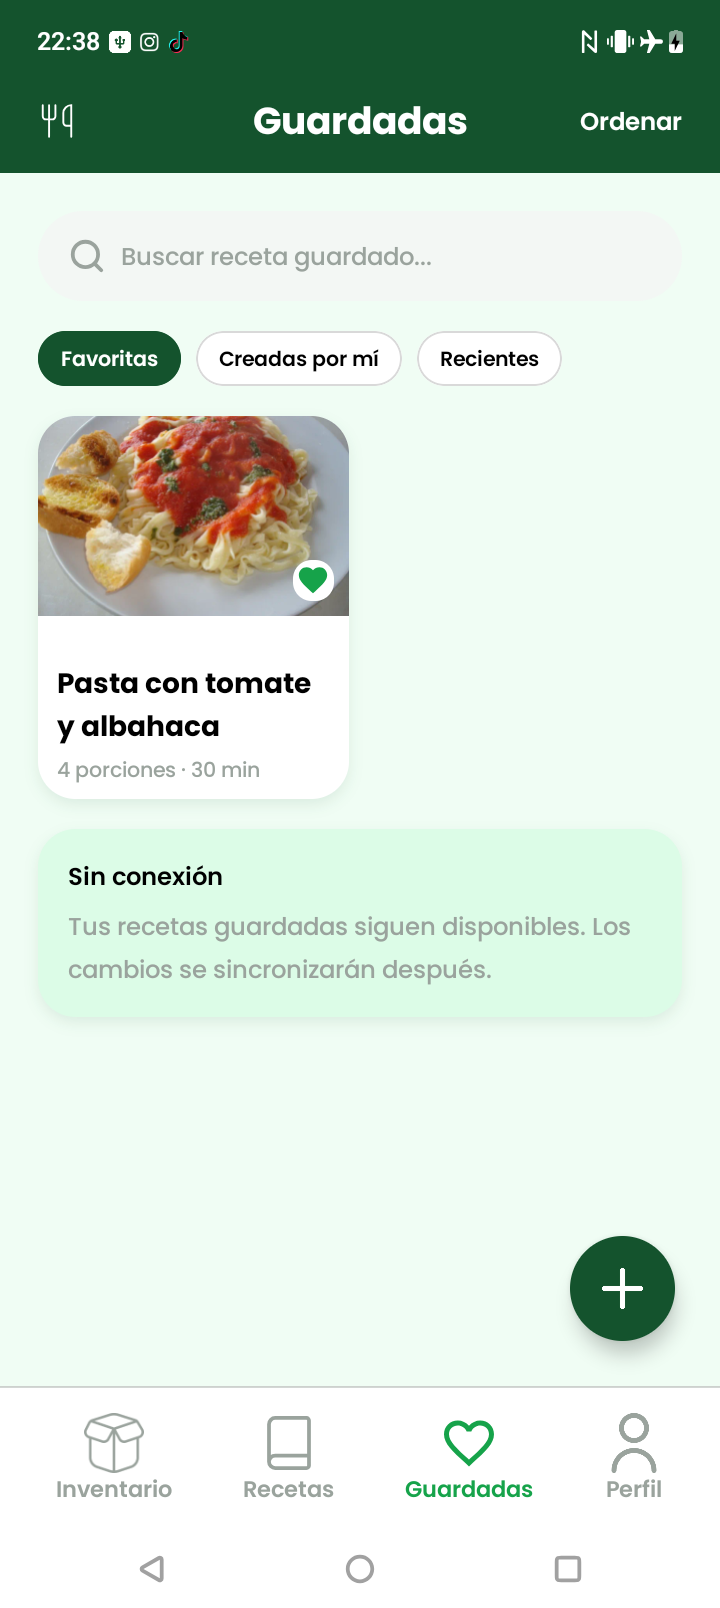 22:38
Guardadas
Ordenar
Buscar receta guardado...
Favoritas
Creadas por mí
Recientes
Pasta con tomate
y albahaca
4 porciones · 30 min
Sin conexión
Tus recetas guardadas siguen disponibles. Los
cambios se sincronizarán después.
Inventario
Recetas
Guardadas
Perfil